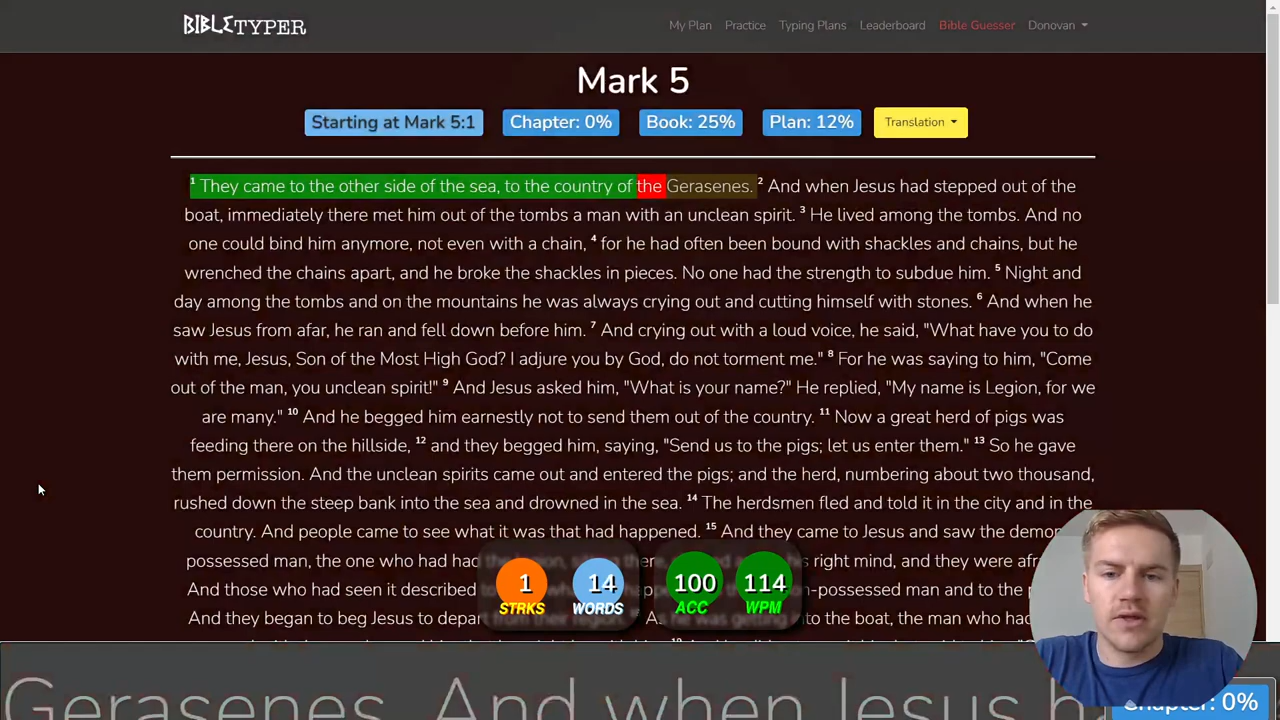 BIBLETYPER
My Plan Practice Typing Plans Leaderboard Bible Guesser Donovan
Mark 5
Starting at Mark 5:1 Chapter: 0% Book: 25% Plan: 12% Translation
1 They came to the other side of the sea, to the country of the Gerasenes. 2 And when Jesus had stepped out of the
boat, immediately there met him out of the tombs a man with an unclean spirit. 3 He lived among the tombs. And no
one could bind him anymore, not even with a chain, 4 for he had often been bound with shackles and chains, but he
wrenched the chains apart, and he broke the shackles in pieces. No one had the strength to subdue him. 5 Night and
day among the tombs and on the mountains he was always crying out and cutting himself with stones. 6 And when he
saw Jesus from afar, he ran and fell down before him. 7 And crying out with a loud voice, he said, "What have you to do
with me, Jesus, Son of the Most High God? I adjure you by God, do not torment me." 8 For he was saying to him, "Come
out of the man, you unclean spirit!" 9 And Jesus asked him, "What is your name?" He replied, "My name is Legion, for we
are many." 10 And he begged him earnestly not to send them out of the country. 11 Now a great herd of pigs was
feeding there on the hillside, 12 and they begged him, saying, "Send us to the pigs; let us enter them." 13 So he gave
them permission. And the unclean spirits came out and entered the pigs; and the herd, numbering about two thousand,
rushed down the steep bank into the sea and drowned in the sea. 14 The herdsmen fled and told it in the city and in the
country. And people came to see what it was that had happened. 15 And they came to Jesus and saw the demon-
possessed man, the one who had had right mind, and they were
And those who had seen it described -possessed man and to the
And they began to beg Jesus to depart from their region. As he was getting into the boat, the man who had
1 STRKS 14 WORDS 100 ACC 114 WPM
Gerasenes. And when Jesus h
Chapter: 0%